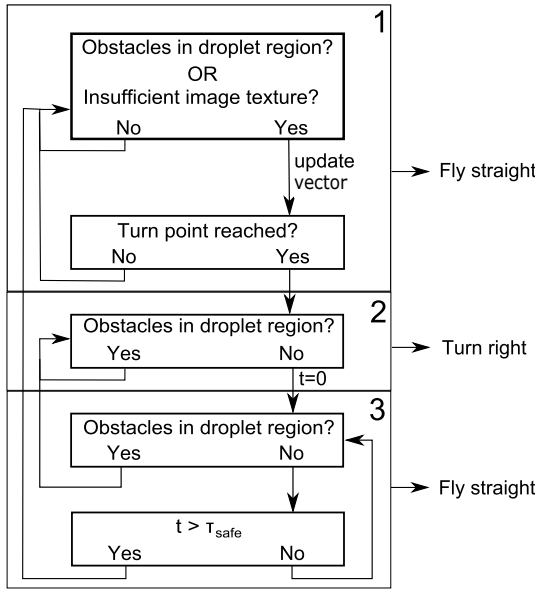 1
Obstacles in droplet region?
OR
Insufficient image texture?
No Yes
update
vector
Fly straight
Turn point reached?
No Yes
2
Obstacles in droplet region?
Yes No
Turn right
t=0
3
Obstacles in droplet region?
Yes No
Fly straight
t > τsafe
Yes No